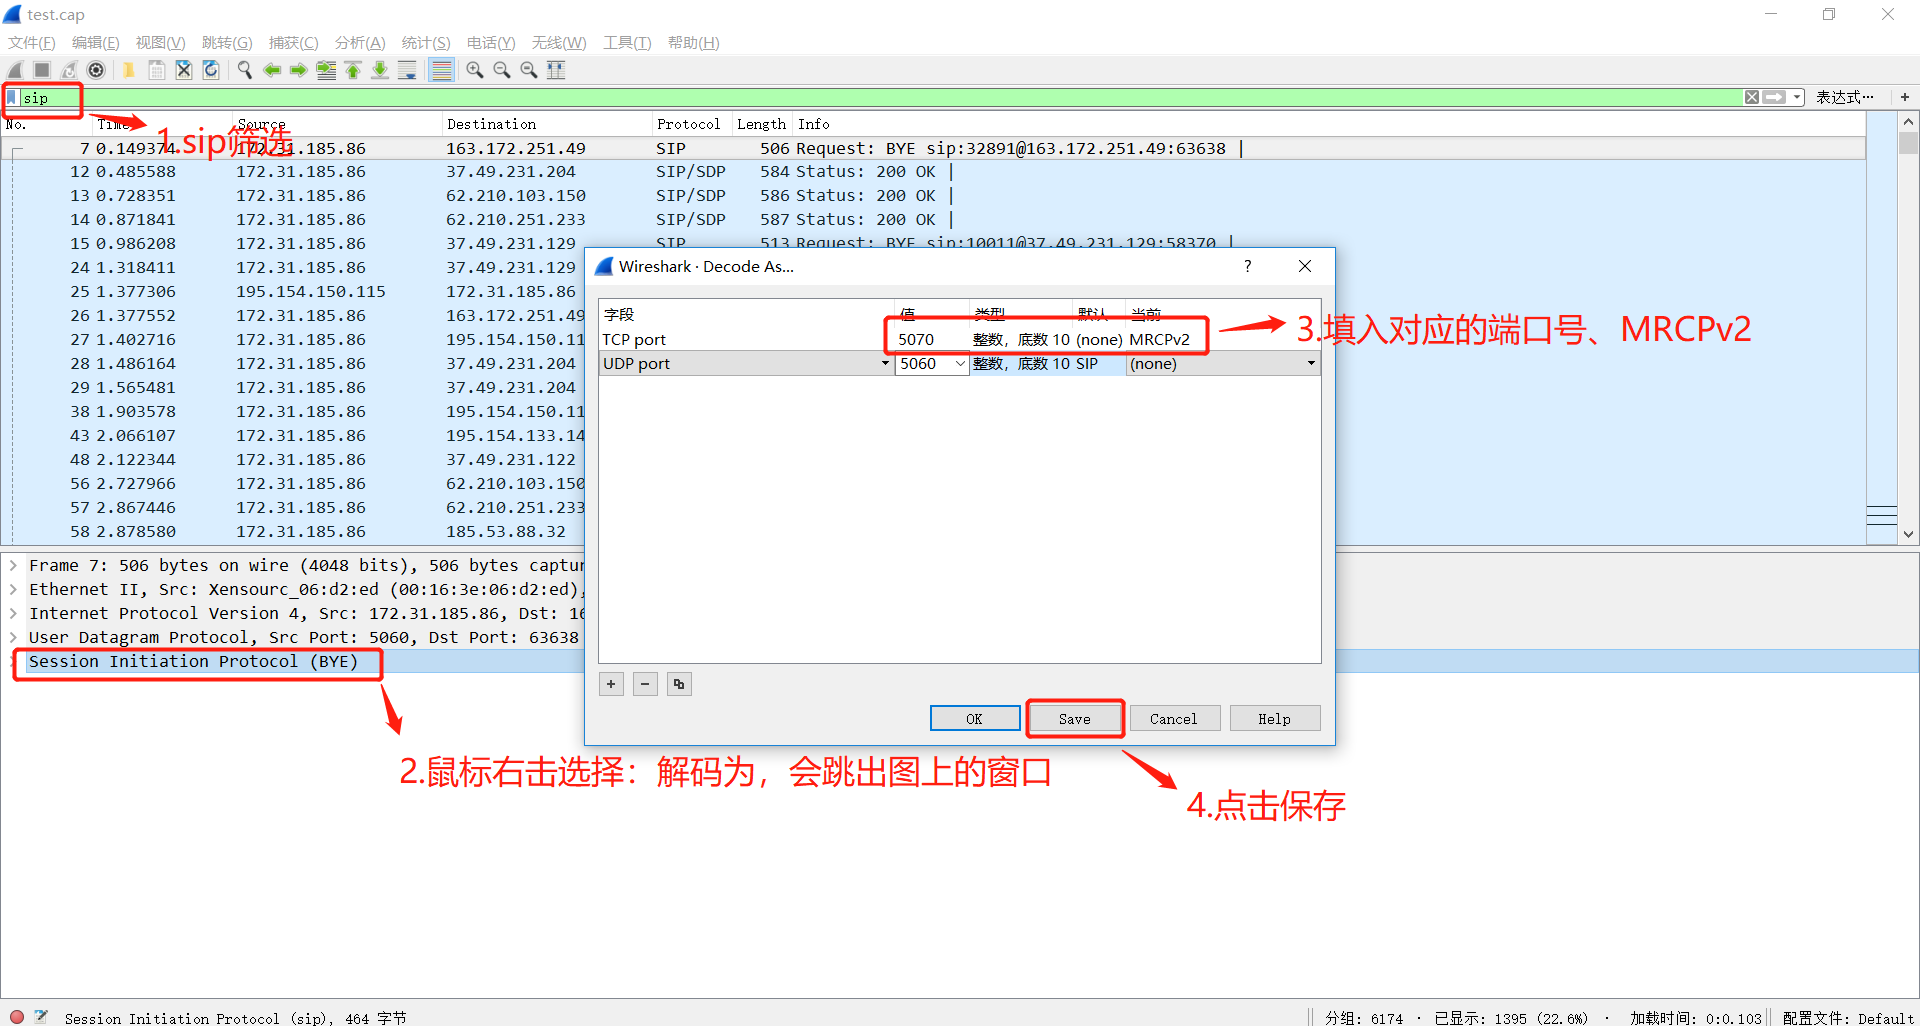 test.cap
文件(F) 编辑(E) 视图(V) 跳转(G) 捕获(C) 分析(A) 统计(S) 电话(Y) 无线(W) 工具(T) 帮助(H)
sip 表达式… +
No. Time Source Destination Protocol Length Info
1.sip筛选
7 0.149374 172.31.185.86 163.172.251.49 SIP 506 Request: BYE sip:32891@163.172.251.49:63638 |
12 0.485588 172.31.185.86 37.49.231.204 SIP/SDP 584 Status: 200 OK |
13 0.728351 172.31.185.86 62.210.103.150 SIP/SDP 586 Status: 200 OK |
14 0.871841 172.31.185.86 62.210.251.233 SIP/SDP 587 Status: 200 OK |
15 0.986208 172.31.185.86 37.49.231.129 SIP 513 Request: BYE sip:10011@37.49.231.129:58370 |
24 1.318411 172.31.185.86 37.49.231.129
25 1.377306 195.154.150.115 172.31.185.86
26 1.377552 172.31.185.86 163.172.251.49
27 1.402716 172.31.185.86 195.154.150.11
28 1.486164 172.31.185.86 37.49.231.204
29 1.565481 172.31.185.86 37.49.231.204
38 1.903578 172.31.185.86 195.154.150.11
43 2.066107 172.31.185.86 195.154.133.14
48 2.122344 172.31.185.86 37.49.231.122
56 2.727966 172.31.185.86 62.210.103.150
57 2.867446 172.31.185.86 62.210.251.233
58 2.878580 172.31.185.86 185.53.88.32
Wireshark · Decode As... ?
字段 值 类型 默认 当前
TCP port 5070 整数，底数 10 (none) MRCPv2
UDP port 5060 整数，底数 10 SIP (none)
3.填入对应的端口号、MRCPv2
+ −
OK Save Cancel Help
Frame 7: 506 bytes on wire (4048 bits), 506 bytes captur
Ethernet II, Src: Xensourc_06:d2:ed (00:16:3e:06:d2:ed),
Internet Protocol Version 4, Src: 172.31.185.86, Dst: 16
User Datagram Protocol, Src Port: 5060, Dst Port: 63638
Session Initiation Protocol (BYE)
2.鼠标右击选择：解码为，会跳出图上的窗口
4.点击保存
Session Initiation Protocol (sip), 464 字节 分组: 6174 · 已显示: 1395 (22.6%) · 加载时间: 0:0.103 配置文件: Default